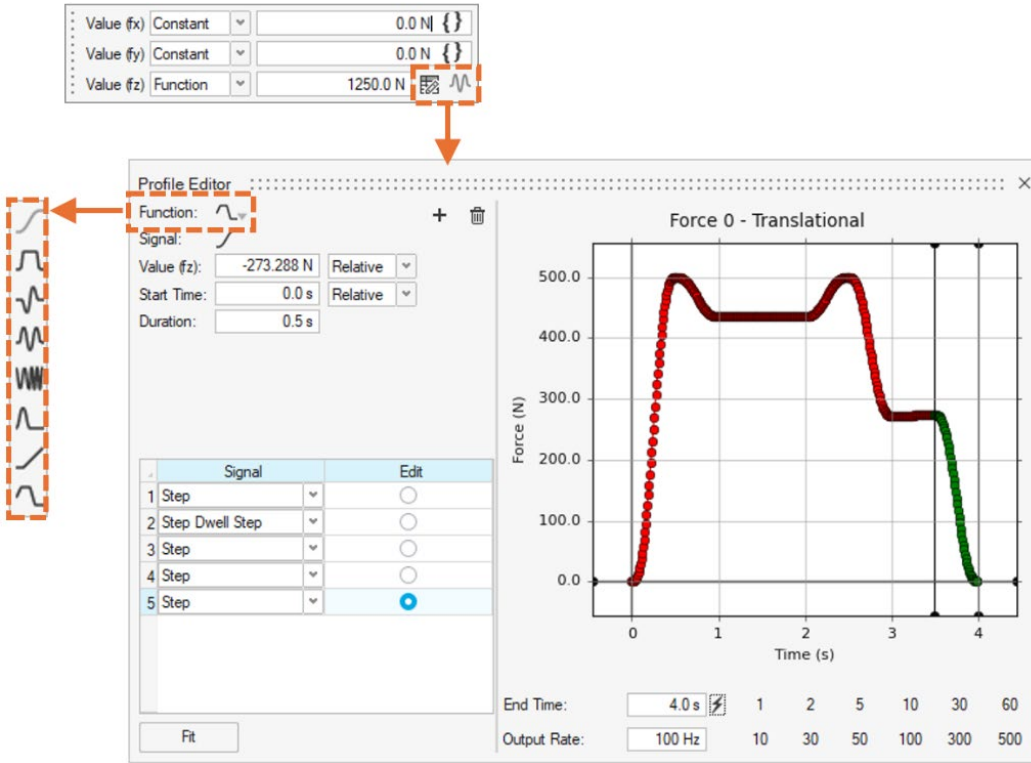 Value (fx) Constant 0.0 N {}
Value (fy) Constant 0.0 N {}
Value (fz) Function 1250.0 N
Profile Editor
Function:
Signal:
Value (fz): -273.288 N Relative
Start Time: 0.0 s Relative
Duration: 0.5 s
Signal Edit
1 Step
2 Step Dwell Step
3 Step
4 Step
5 Step
Fit
Force 0 - Translational
500.0
400.0
300.0
200.0
100.0
0.0
Force (N)
0 1 2 3 4
Time (s)
End Time: 4.0 s 1 2 5 10 30 60
Output Rate: 100 Hz 10 30 50 100 300 500